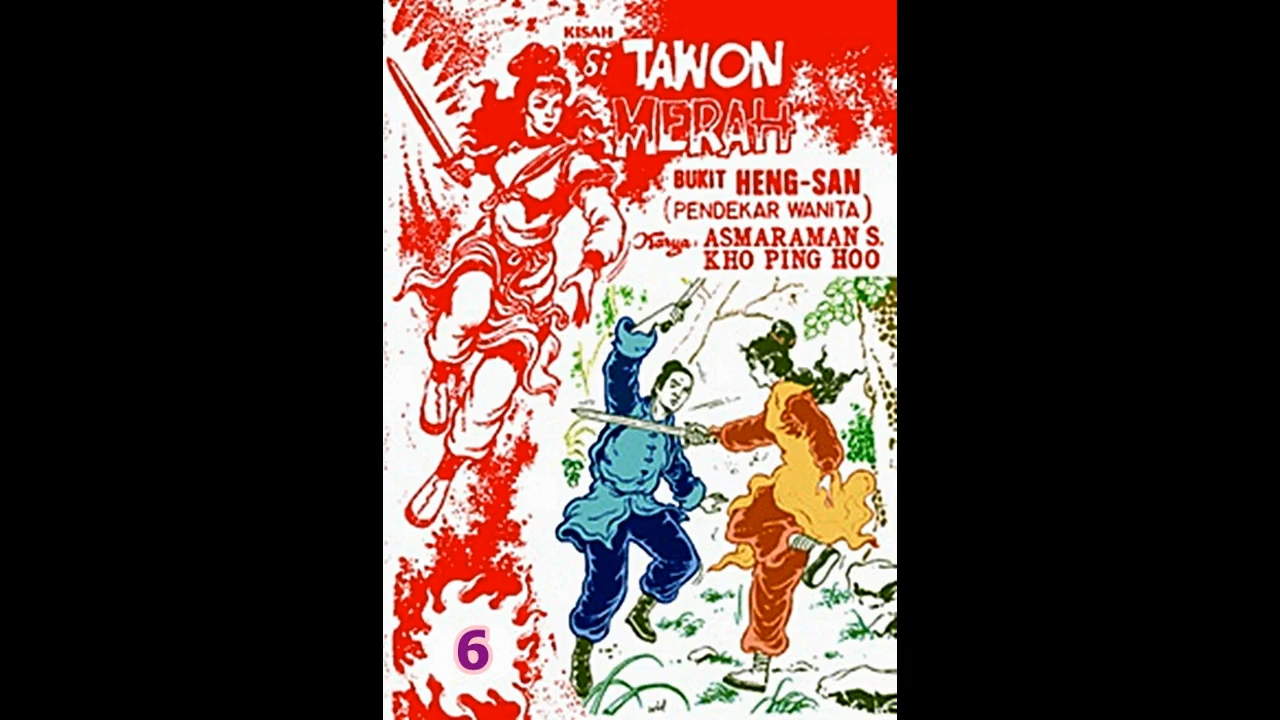 KISAH
Si TAWON
MERAH
BUKIT HENG-SAN
(PENDEKAR WANITA)
Karya: ASMARAMAN S.
KHO PING HOO
6